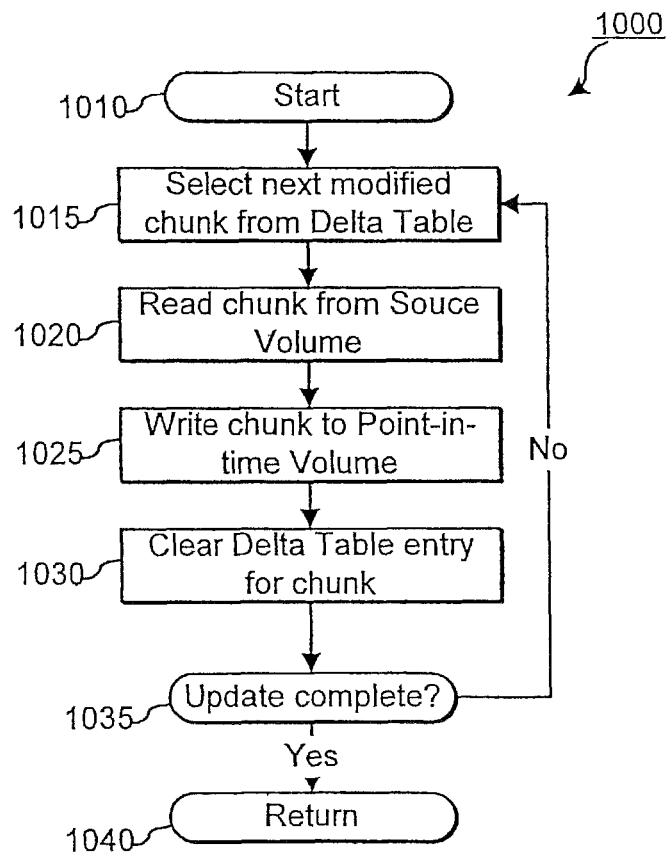 1000
1010
Start
1015
Select next modified
chunk from Delta Table
1020
Read chunk from Souce
Volume
1025
Write chunk to Point-in-
time Volume
No
1030
Clear Delta Table entry
for chunk
1035
Update complete?
Yes
1040
Return